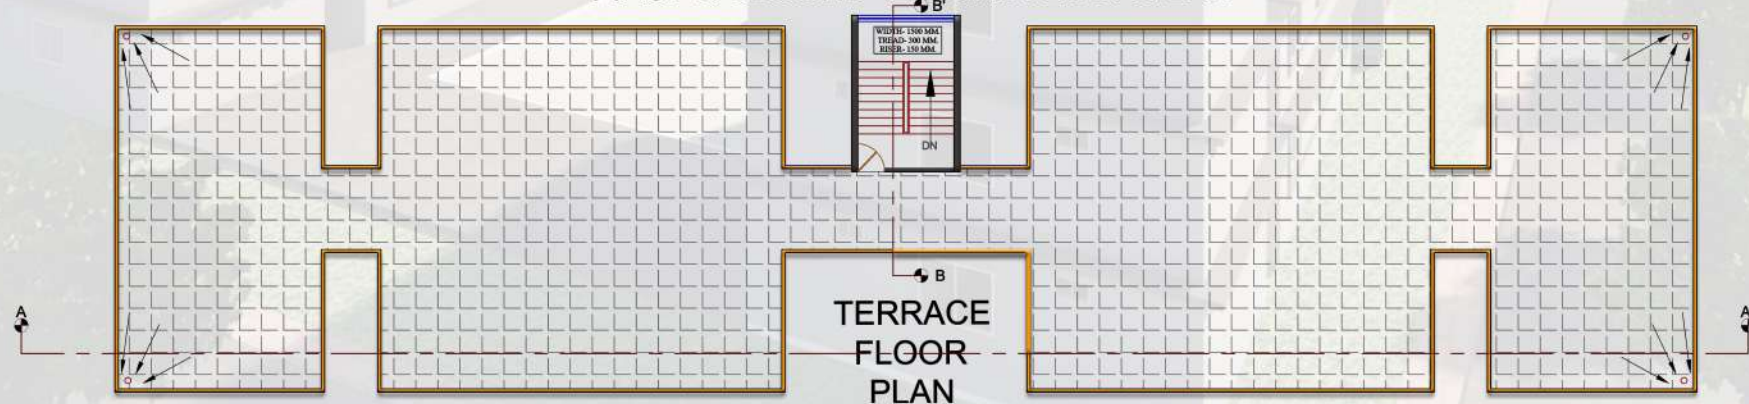 B'
WIDTH- 1500 MM.
TREAD- 300 MM.
RISER- 150 MM.
DN
B
A
A
TERRACE
FLOOR
PLAN